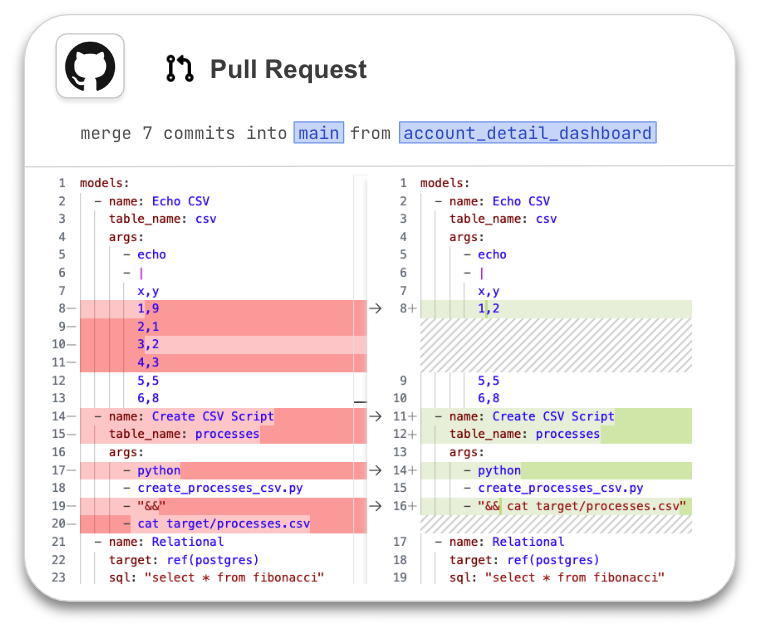 Pull Request
merge 7 commits into main from account_detail_dashboard
1 models:
2 - name: Echo CSV
3 table_name: csv
4 args:
5 - echo
6 - |
7 x,y
8- 1,9
9- 2,1
10- 3,2
11- 4,3
12 5,5
13 6,8
14- - name: Create CSV Script
15- table_name: processes
16 args:
17- - python
18 - create_processes_csv.py
19- - "&&"
20- - cat target/processes.csv
21 - name: Relational
22 target: ref(postgres)
23 sql: "select * from fibonacci"
1 models:
2 - name: Echo CSV
3 table_name: csv
4 args:
5 - echo
6 - |
7 x,y
8+ 1,2
9 5,5
10 6,8
11+ - name: Create CSV Script
12+ table_name: processes
13 args:
14+ - python
15 - create_processes_csv.py
16+ - "&& cat target/processes.csv"
17 - name: Relational
18 target: ref(postgres)
19 sql: "select * from fibonacci"